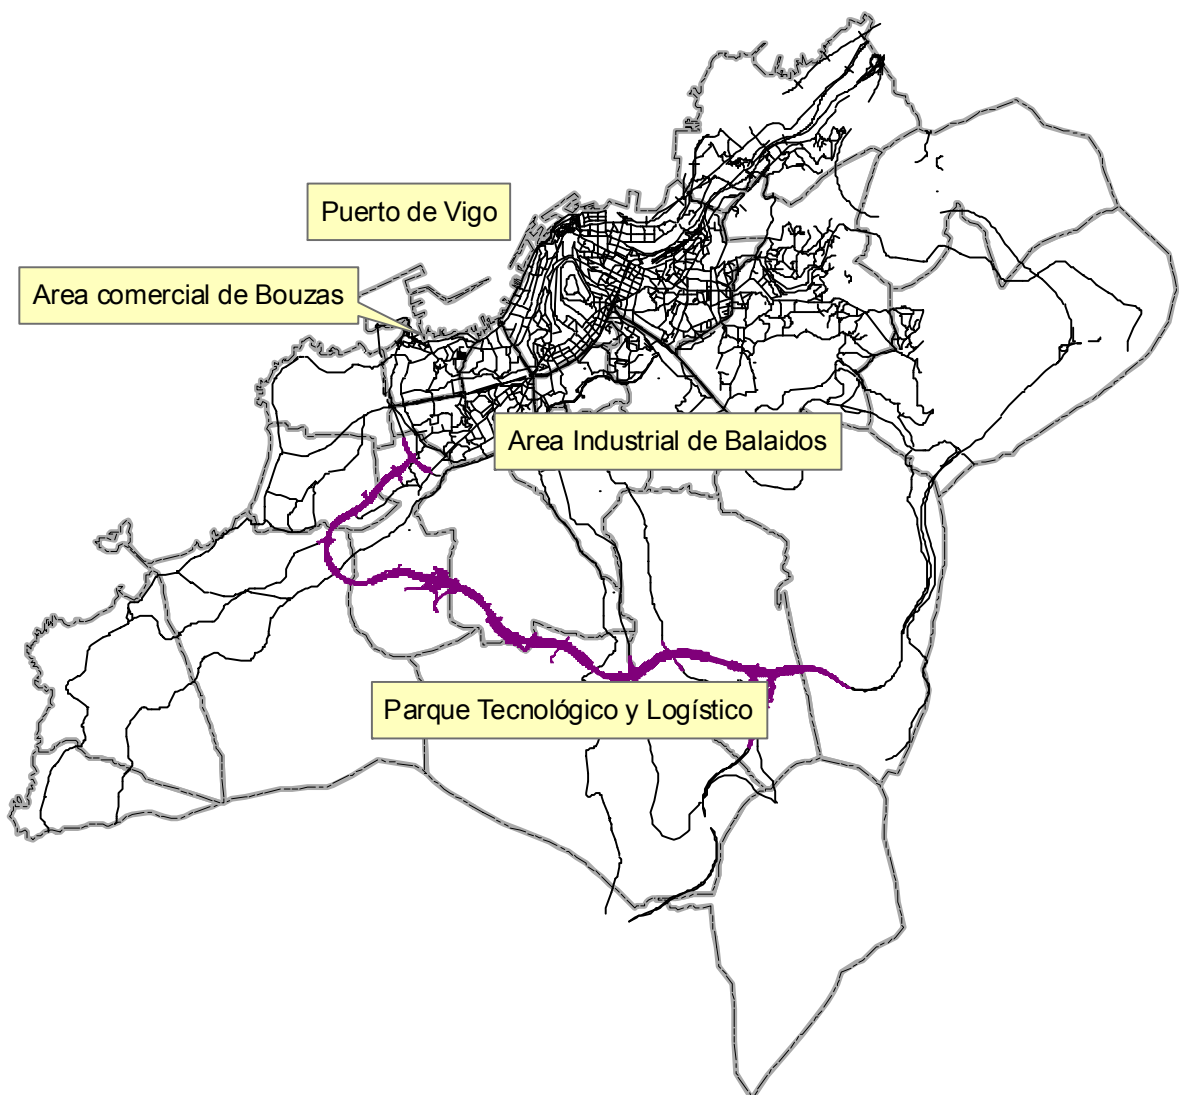 Puerto de Vigo
Area comercial de Bouzas
Area Industrial de Balaidos
Parque Tecnológico y Logístico